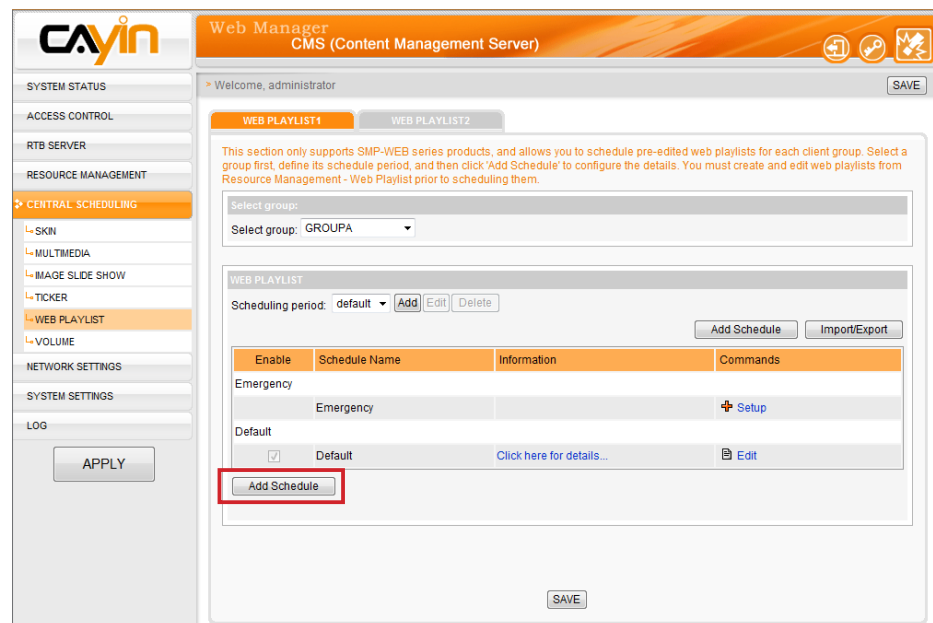 CAYIN
Web Manager
CMS (Content Management Server)
SYSTEM STATUS
ACCESS CONTROL
RTB SERVER
RESOURCE MANAGEMENT
CENTRAL SCHEDULING
SKIN
MULTIMEDIA
IMAGE SLIDE SHOW
TICKER
WEB PLAYLIST
VOLUME
NETWORK SETTINGS
SYSTEM SETTINGS
LOG
APPLY
Welcome, administrator
SAVE
WEB PLAYLIST1 WEB PLAYLIST2
This section only supports SMP-WEB series products, and allows you to schedule pre-edited web playlists for each client group. Select a
group first, define its schedule period, and then click 'Add Schedule' to configure the details. You must create and edit web playlists from
Resource Management - Web Playlist prior to scheduling them.
Select group:
Select group: GROUPA
WEB PLAYLIST
Scheduling period: default Add Edit Delete
Add Schedule Import/Export
Enable Schedule Name Information Commands
Emergency
Emergency Setup
Default
Default Click here for details... Edit
Add Schedule
SAVE